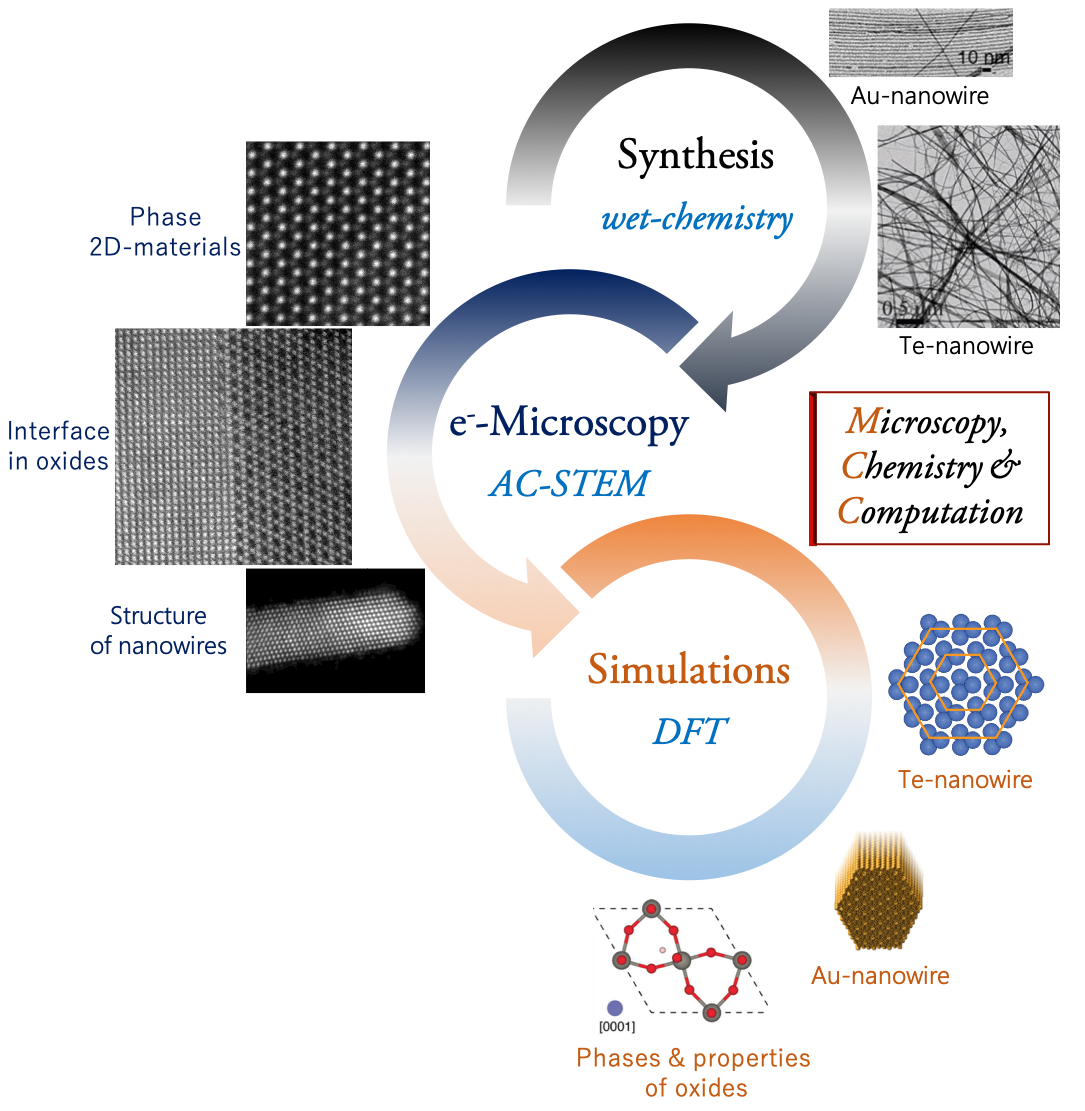 10 nm
Au-nanowire
Synthesis
wet-chemistry
Phase
2D-materials
0.5 µm
Te-nanowire
Interface
in oxides
e⁻-Microscopy
AC-STEM
Microscopy,
Chemistry &
Computation
Structure
of nanowires
Simulations
DFT
Te-nanowire
Au-nanowire
[0001]
Phases & properties
of oxides